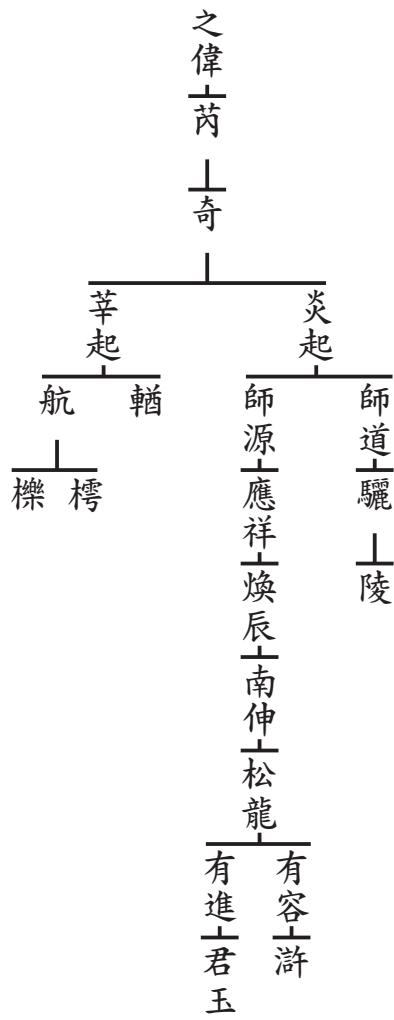 之偉
芮
奇
炎起
莘起
師道
師源
輶
航
驪
應祥
樗
櫟
陵
煥辰
南伸
松龍
有容
有進
滸
君玉